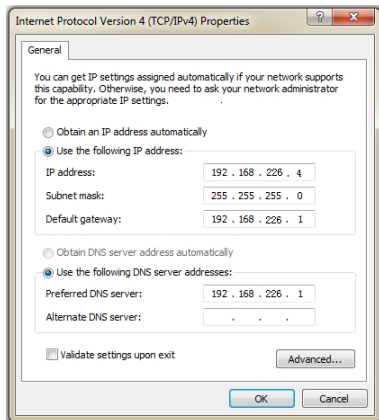 Internet Protocol Version 4 (TCP/IPv4) Properties
General
You can get IP settings assigned automatically if your network supports
this capability. Otherwise, you need to ask your network administrator
for the appropriate IP settings.
Obtain an IP address automatically
Use the following IP address:
IP address: 192 . 168 . 226 . 4
Subnet mask: 255 . 255 . 255 . 0
Default gateway: 192 . 168 . 226 . 1
Obtain DNS server address automatically
Use the following DNS server addresses:
Preferred DNS server: 192 . 168 . 226 . 1
Alternate DNS server: . . .
Validate settings upon exit
Advanced...
OK Cancel